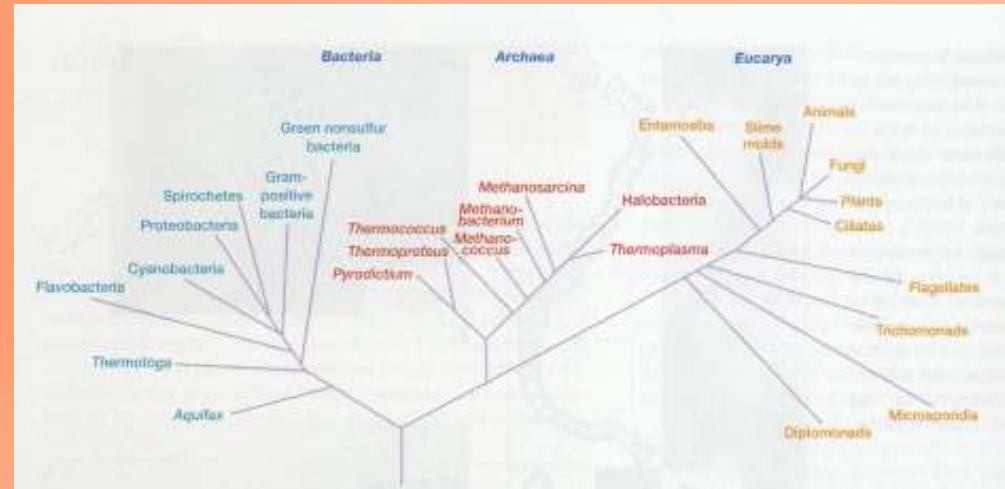 Bacteria
Archaea
Eucarya
Green nonsulfur
bacteria
Gram-
positive
bacteria
Spirochetes
Proteobacteria
Cyanobacteria
Flavobacteria
Thermotoga
Aquifex
Methanosarcina
Methano-
bacterium
Methano-
coccus
Thermococcus
Thermoproteus
Pyrodictium
Halobacteria
Thermoplasma
Entamoeba
Slime
molds
Animals
Fungi
Plants
Ciliates
Flagellates
Trichomonads
Microsporidia
Diplomonads